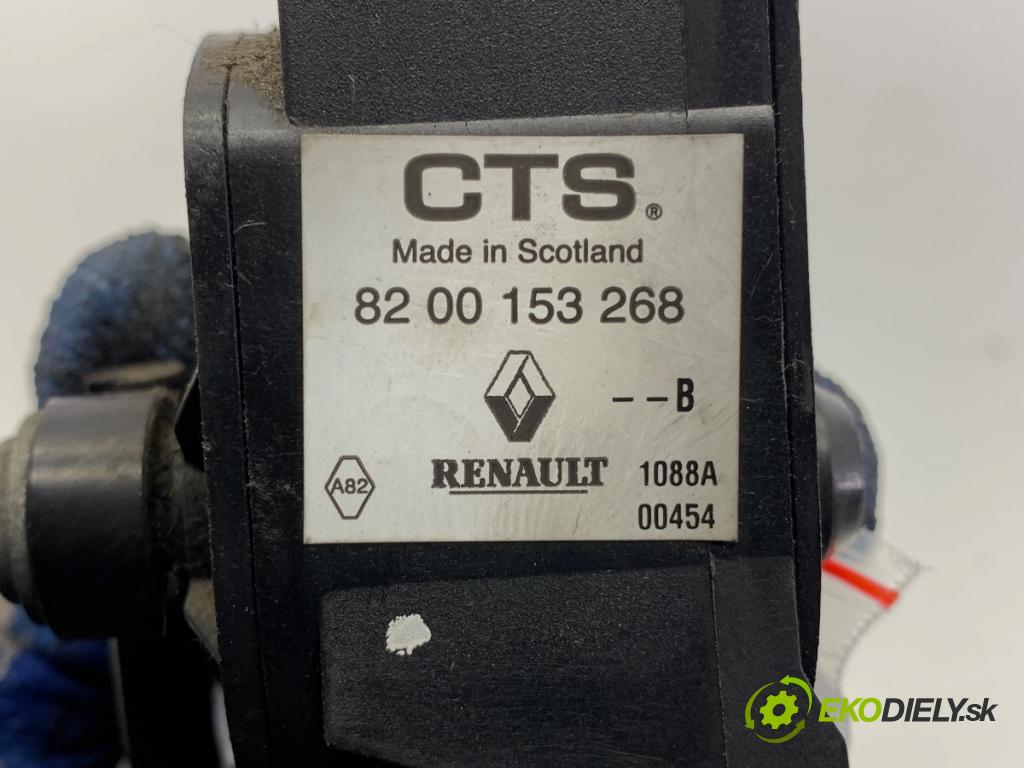 CTS®
Made in Scotland
82 00 153 268
--B
A82
RENAULT
1088A
00454
EKODIELY.sk